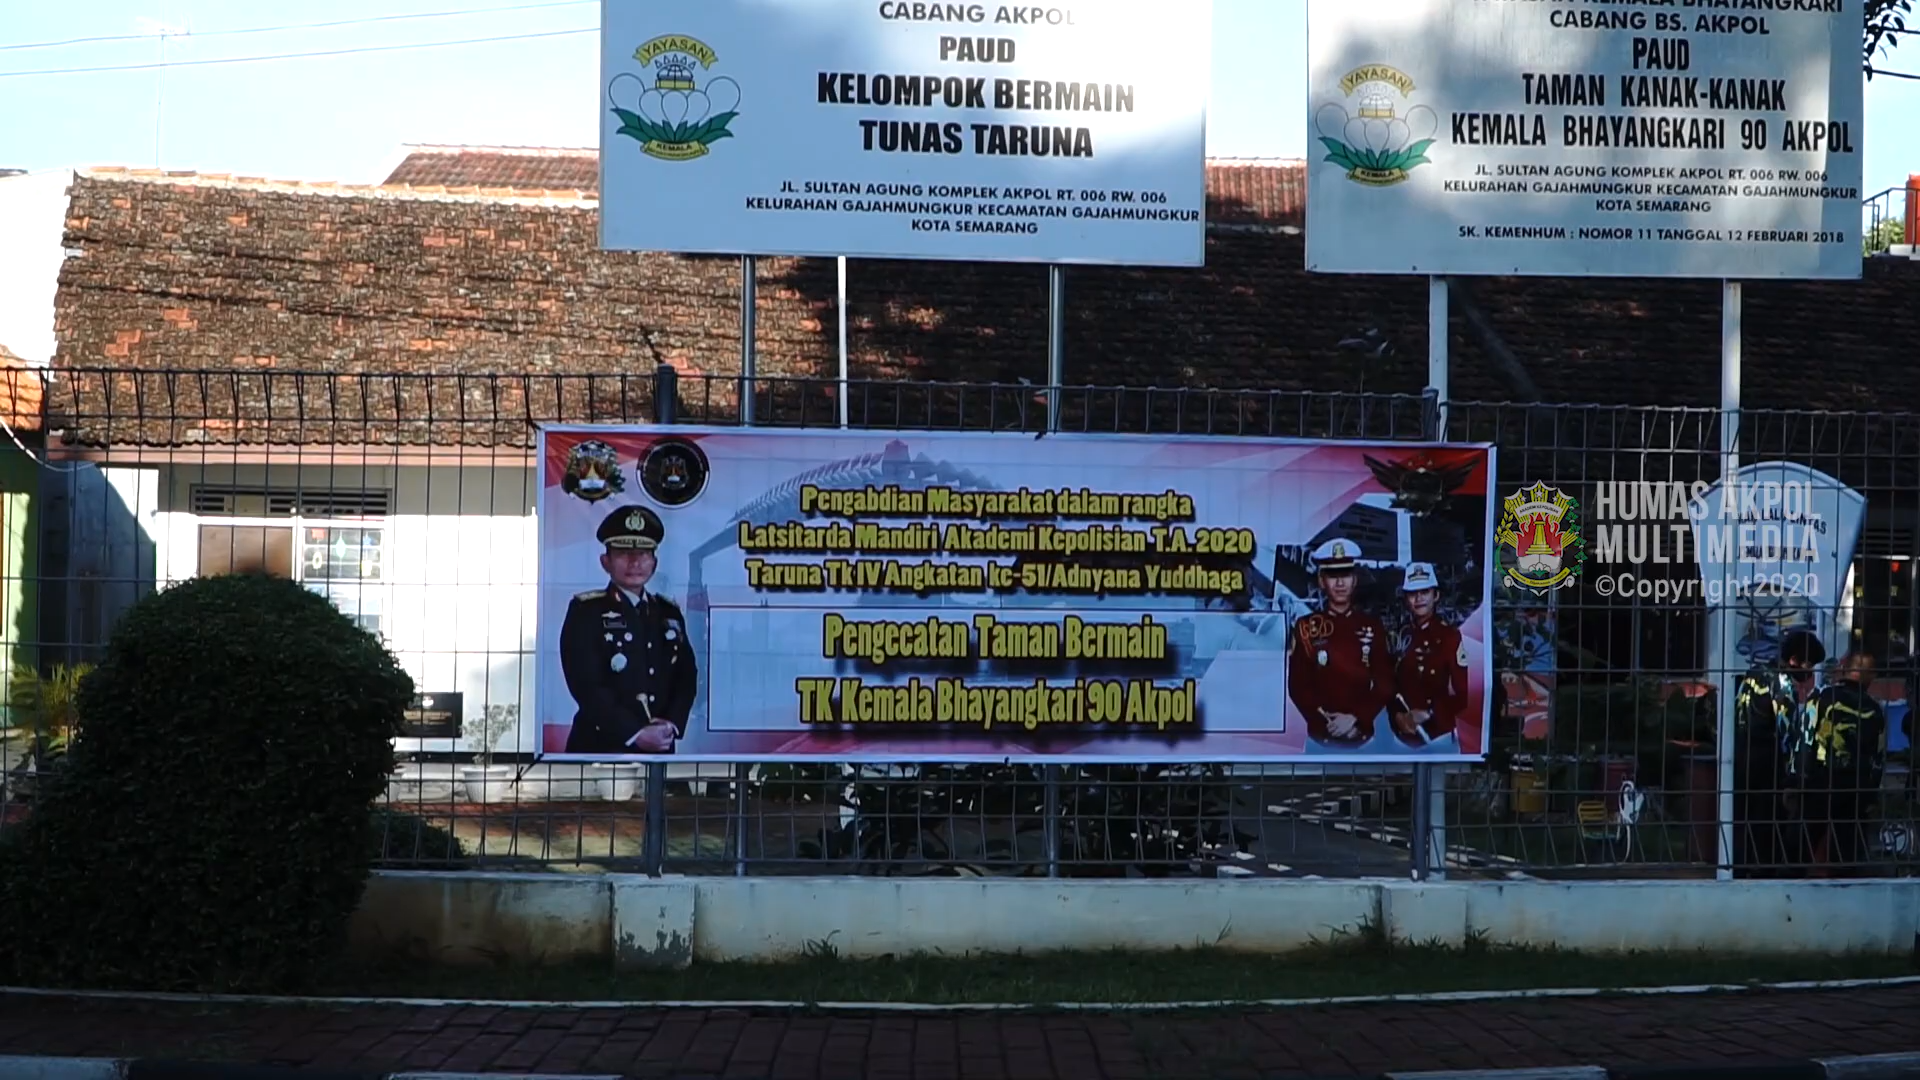 CABANG AKPOL
PAUD
KELOMPOK BERMAIN
TUNAS TARUNA
JL. SULTAN AGUNG KOMPLEK AKPOL RT. 006 RW. 006
KELURAHAN GAJAHMUNGKUR KECAMATAN GAJAHMUNGKUR
KOTA SEMARANG
YAYASAN
KEMALA
KEMALA BHAYANGKARI
CABANG BS. AKPOL
PAUD
TAMAN KANAK-KANAK
KEMALA BHAYANGKARI 90 AKPOL
JL. SULTAN AGUNG KOMPLEK AKPOL RT. 006 RW. 006
KELURAHAN GAJAHMUNGKUR KECAMATAN GAJAHMUNGKUR
KOTA SEMARANG
SK. KEMENHUM : NOMOR 11 TANGGAL 12 FEBRUARI 2018
YAYASAN
KEMALA
Pengabdian Masyarakat dalam rangka
Latsitarda Mandiri Akademi Kepolisian T.A. 2020
Taruna Tk IV Angkatan ke-51/Adnyana Yuddhaga
Pengecatan Taman Bermain
TK Kemala Bhayangkari 90 Akpol
HUMAS AKPOL
MULTIMEDIA
©Copyright2020